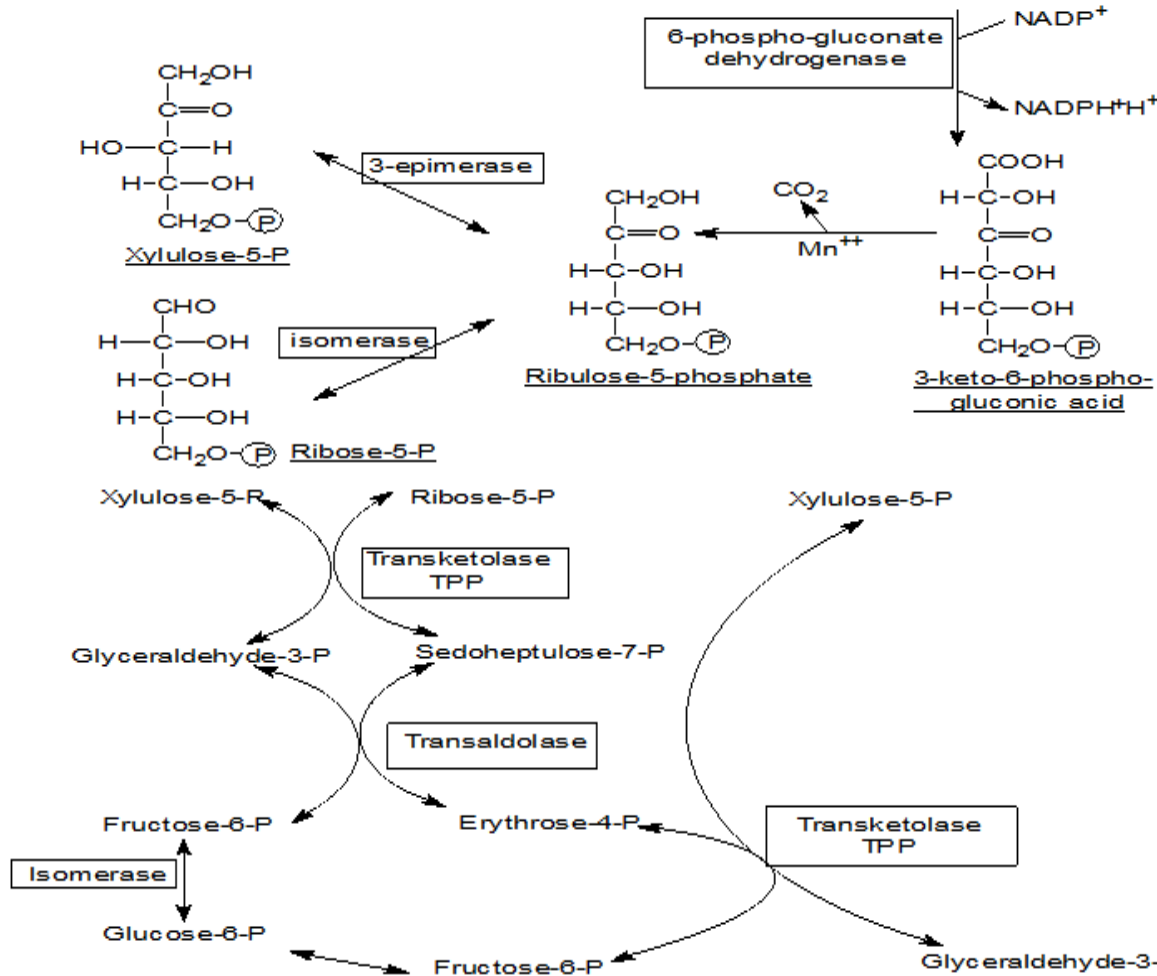 6-phospho-gluconate
dehydrogenase
NADP+
NADPH+H+
CH2OH
C=O
HO—C—H
H—C—OH
CH2O—P
Xylulose-5-P
3-epimerase
CH2OH
C=O
H—C—OH
H—C—OH
CH2O—P
Ribulose-5-phosphate
CO2
Mn++
COOH
H—C—OH
C=O
H—C—OH
H—C—OH
CH2O—P
3-keto-6-phospho-
gluconic acid
CHO
H—C—OH
H—C—OH
H—C—OH
CH2O—P
Ribose-5-P
isomerase
Xylulose-5-P
Ribose-5-P
Xylulose-5-P
Transketolase
TPP
Glyceraldehyde-3-P
Sedoheptulose-7-P
Transaldolase
Fructose-6-P
Erythrose-4-P
Transketolase
TPP
Isomerase
Glucose-6-P
Fructose-6-P
Glyceraldehyde-3-